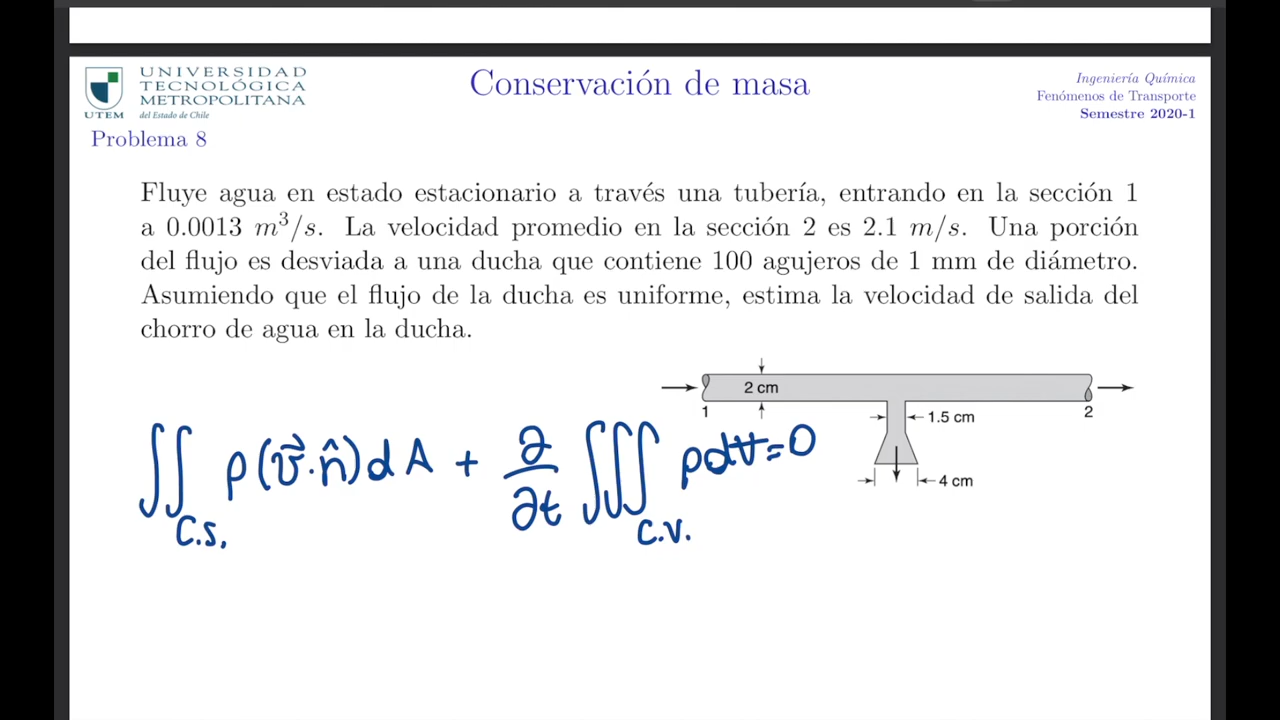 UNIVERSIDAD
TECNOLÓGICA
METROPOLITANA
UTEM del Estado de Chile
Conservación de masa
Ingeniería Química
Fenómenos de Transporte
Semestre 2020-1
Problema 8
Fluye agua en estado estacionario a través una tubería, entrando en la sección 1
a 0.0013 m³/s. La velocidad promedio en la sección 2 es 2.1 m/s. Una porción
del flujo es desviada a una ducha que contiene 100 agujeros de 1 mm de diámetro.
Asumiendo que el flujo de la ducha es uniforme, estima la velocidad de salida del
chorro de agua en la ducha.
2 cm
1
2
1.5 cm
4 cm
∬_C.S. ρ(v⃗·n̂)dA + ∂/∂t ∭_C.V. ρdV=0